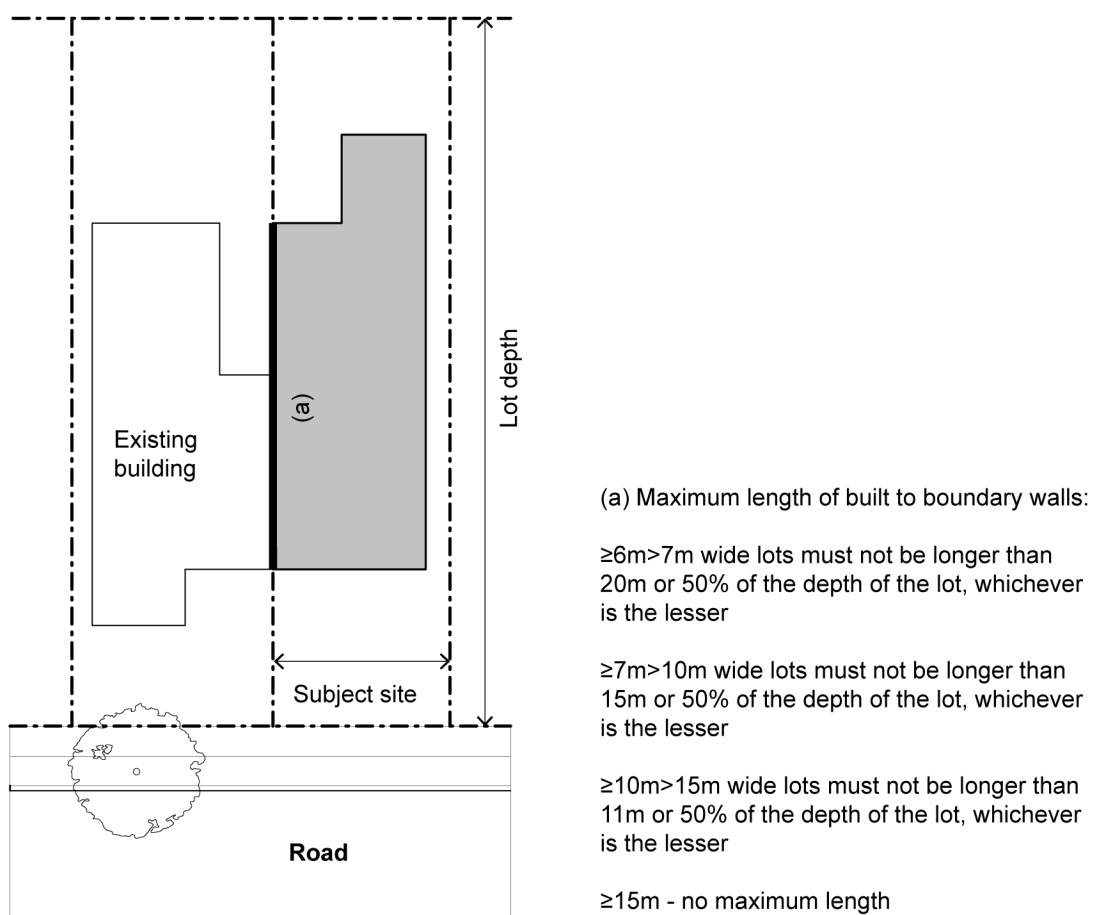 Lot depth
(a)
Existing
building
Subject site
Road
(a) Maximum length of built to boundary walls:
≥6m>7m wide lots must not be longer than
20m or 50% of the depth of the lot, whichever
is the lesser
≥7m>10m wide lots must not be longer than
15m or 50% of the depth of the lot, whichever
is the lesser
≥10m>15m wide lots must not be longer than
11m or 50% of the depth of the lot, whichever
is the lesser
≥15m - no maximum length